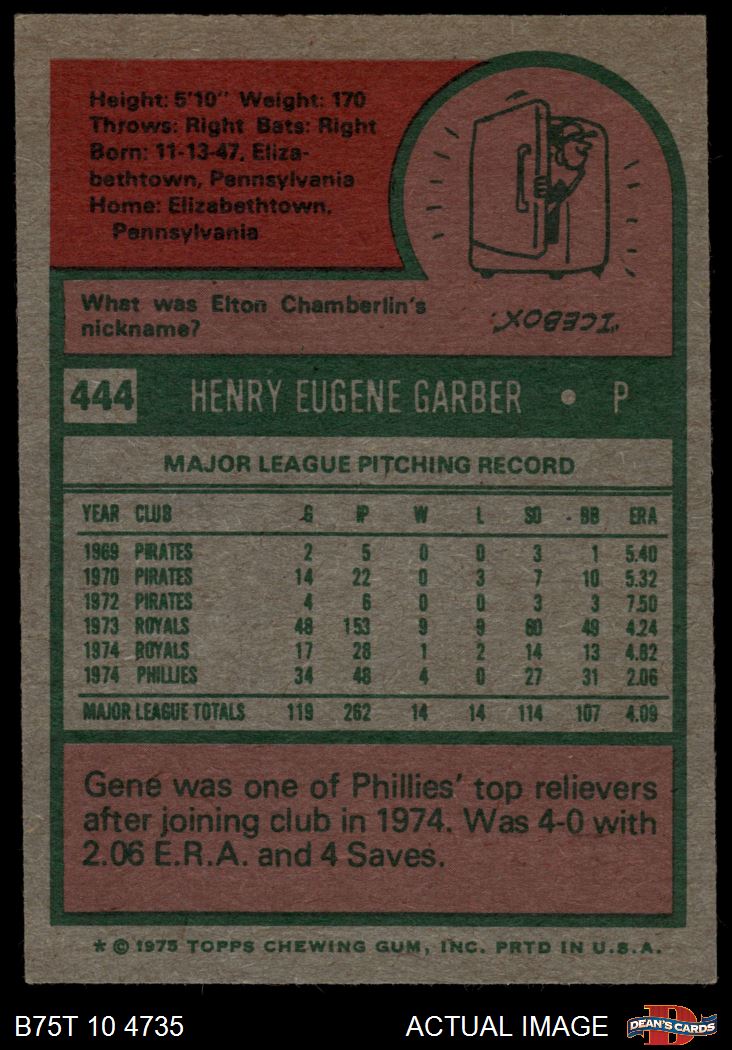 Height: 5'10" Weight: 170
Throws: Right Bats: Right
Born: 11-13-47, Eliza-
bethtown, Pennsylvania
Home: Elizabethtown,
Pennsylvania
What was Elton Chamberlin's
nickname?
"ICEBOX."
444 HENRY EUGENE GARBER • P
MAJOR LEAGUE PITCHING RECORD
YEAR CLUB G IP W L SO BB ERA
1969 PIRATES 2 5 0 0 3 1 5.40
1970 PIRATES 14 22 0 3 7 10 5.32
1972 PIRATES 4 6 0 0 3 3 7.50
1973 ROYALS 48 153 9 9 60 49 4.24
1974 ROYALS 17 28 1 2 14 13 4.82
1974 PHILLIES 34 48 4 0 27 31 2.06
MAJOR LEAGUE TOTALS 119 262 14 14 114 107 4.09
Gene was one of Phillies' top relievers
after joining club in 1974. Was 4-0 with
2.06 E.R.A. and 4 Saves.
* © 1975 TOPPS CHEWING GUM, INC. PRTD IN U.S.A.
B75T 10 4735 ACTUAL IMAGE D DEAN'S CARDS